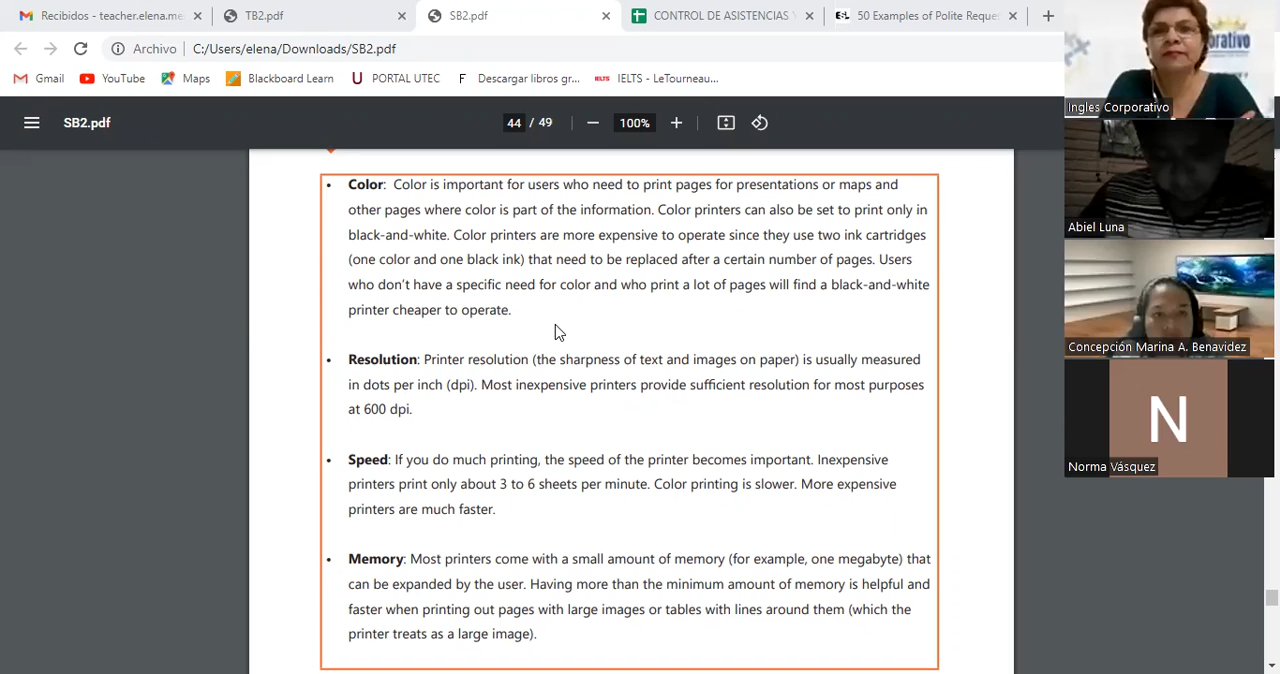 Recibidos - teacher.elena.me
TB2.pdf
SB2.pdf
CONTROL DE ASISTENCIAS Y
50 Examples of Polite Reques
Archivo
C:/Users/elena/Downloads/SB2.pdf
Gmail
YouTube
Maps
Blackboard Learn
PORTAL UTEC
Descargar libros gr...
IELTS - LeTourneau...
SB2.pdf
44 / 49
100%
• Color: Color is important for users who need to print pages for presentations or maps and
other pages where color is part of the information. Color printers can also be set to print only in
black-and-white. Color printers are more expensive to operate since they use two ink cartridges
(one color and one black ink) that need to be replaced after a certain number of pages. Users
who don't have a specific need for color and who print a lot of pages will find a black-and-white
printer cheaper to operate.
• Resolution: Printer resolution (the sharpness of text and images on paper) is usually measured
in dots per inch (dpi). Most inexpensive printers provide sufficient resolution for most purposes
at 600 dpi.
• Speed: If you do much printing, the speed of the printer becomes important. Inexpensive
printers print only about 3 to 6 sheets per minute. Color printing is slower. More expensive
printers are much faster.
• Memory: Most printers come with a small amount of memory (for example, one megabyte) that
can be expanded by the user. Having more than the minimum amount of memory is helpful and
faster when printing out pages with large images or tables with lines around them (which the
printer treats as a large image).
Ingles Corporativo
Abiel Luna
Concepción Marina A. Benavidez
N
Norma Vásquez